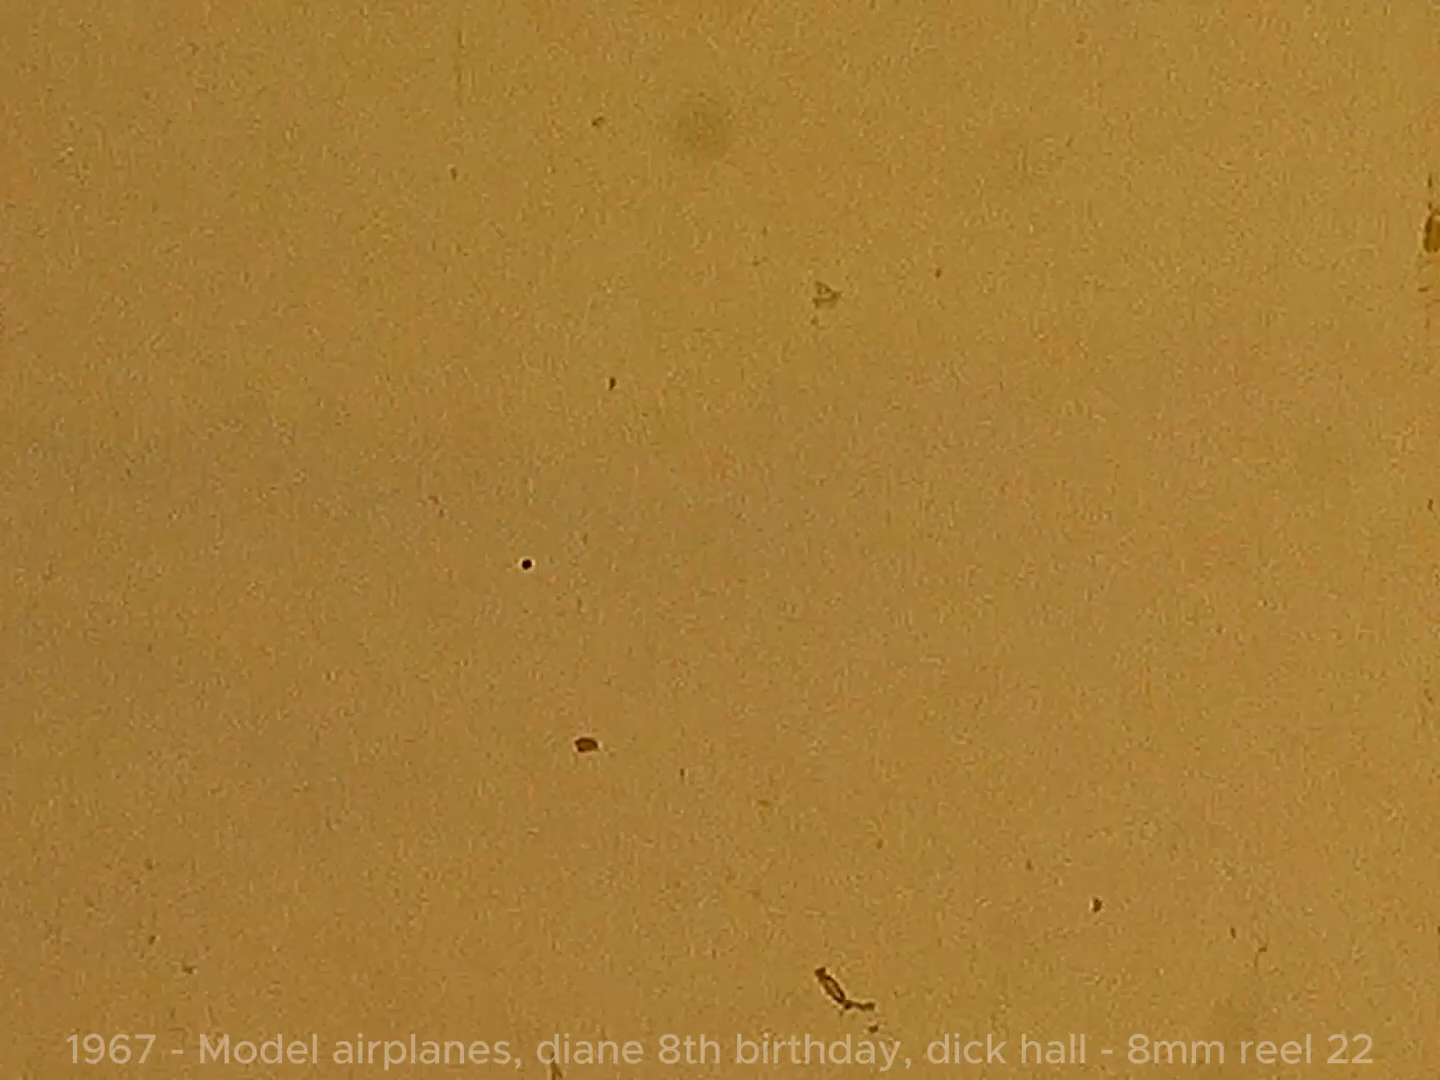 1967 - Model airplanes, diane 8th birthday, dick hall - 8mm reel 22